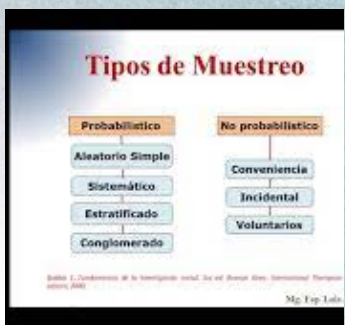 Tipos de Muestreo
Probabilístico
Aleatorio Simple
Sistemático
Estratificado
Conglomerado
No probabilístico
Conveniencia
Incidental
Voluntarios
Mg. Esp. Luis